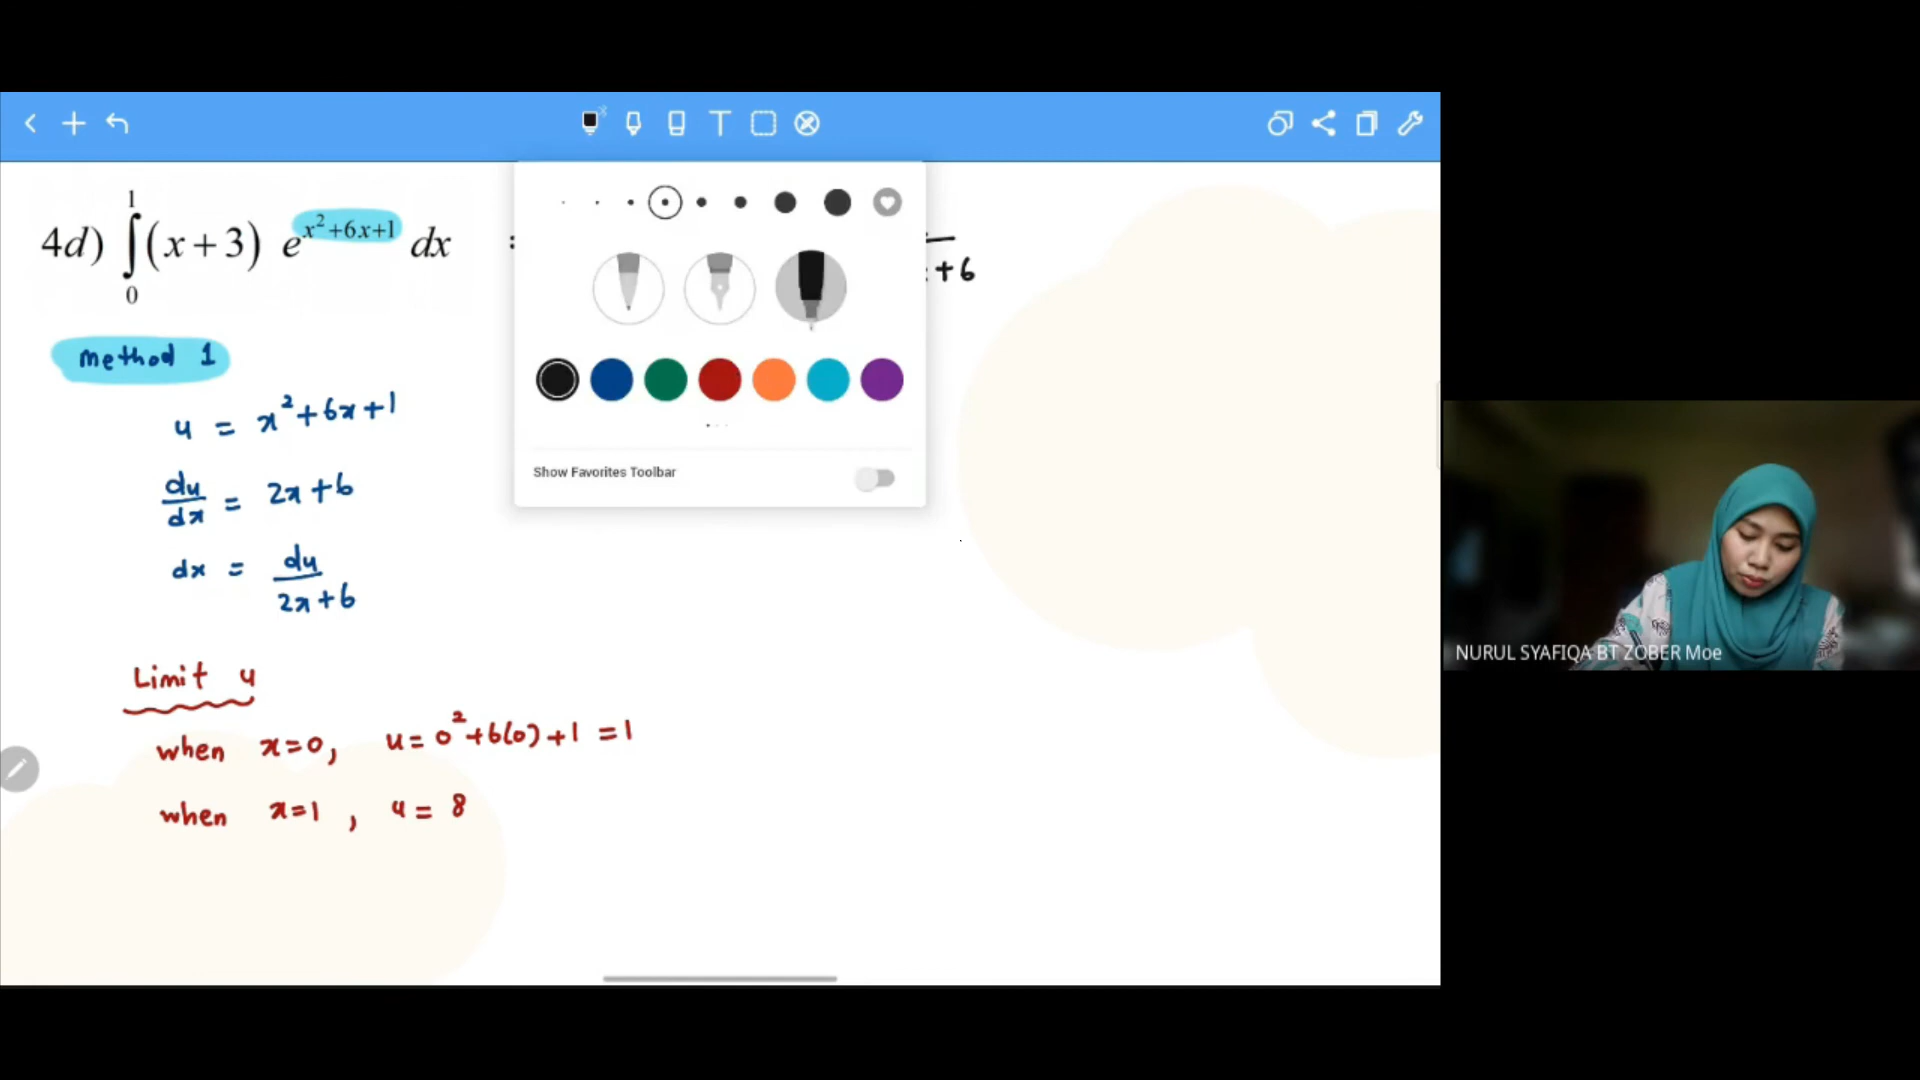 4d) ∫₀¹ (x+3) e^(x²+6x+1) dx
+6
method 1
u = x²+6x+1
du/dx = 2x+6
dx = du/(2x+6)
Show Favorites Toolbar
Limit u
when x=0, u= 0²+6(0)+1 =1
when x=1 , u= 8
NURUL SYAFIQA BT ZOBER Moe